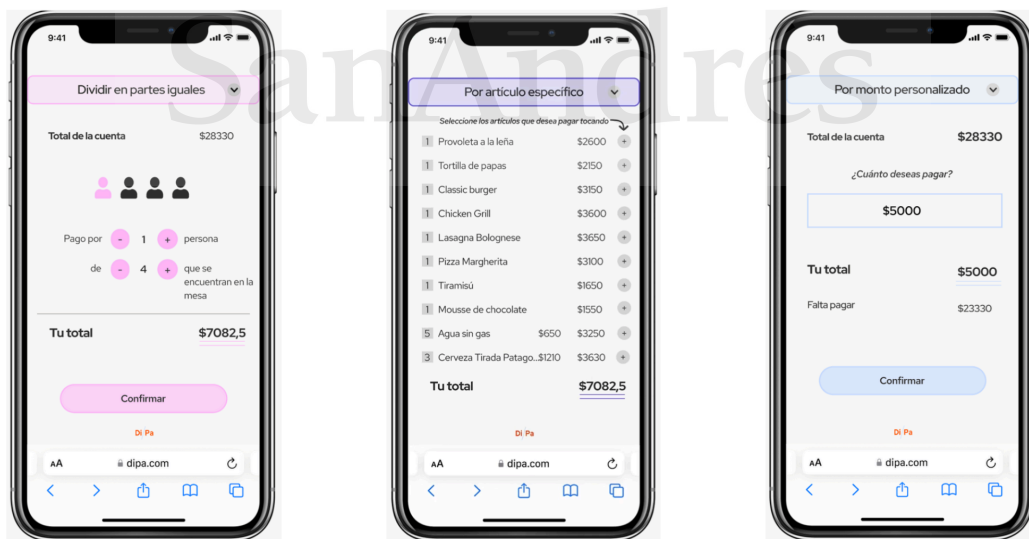 SanAndres
9:41
Dividir en partes iguales
Total de la cuenta $28330
Pago por - 1 + persona
de - 4 + que se
encuentran en la
mesa
Tu total $7082,5
Confirmar
Di Pa
AA dipa.com
9:41
Por artículo específico
Seleccione los artículos que desea pagar tocando
1 Provoleta a la leña $2600 +
1 Tortilla de papas $2150 +
1 Classic burger $3150 +
1 Chicken Grill $3600 +
1 Lasagna Bolognese $3650 +
1 Pizza Margherita $3100 +
1 Tiramisú $1650 +
1 Mousse de chocolate $1550 +
5 Agua sin gas $650 $3250 +
3 Cerveza Tirada Patago...$1210 $3630 +
Tu total $7082,5
Di Pa
AA dipa.com
9:41
Por monto personalizado
Total de la cuenta $28330
¿Cuánto deseas pagar?
$5000
Tu total $5000
Falta pagar $23330
Confirmar
Di Pa
AA dipa.com